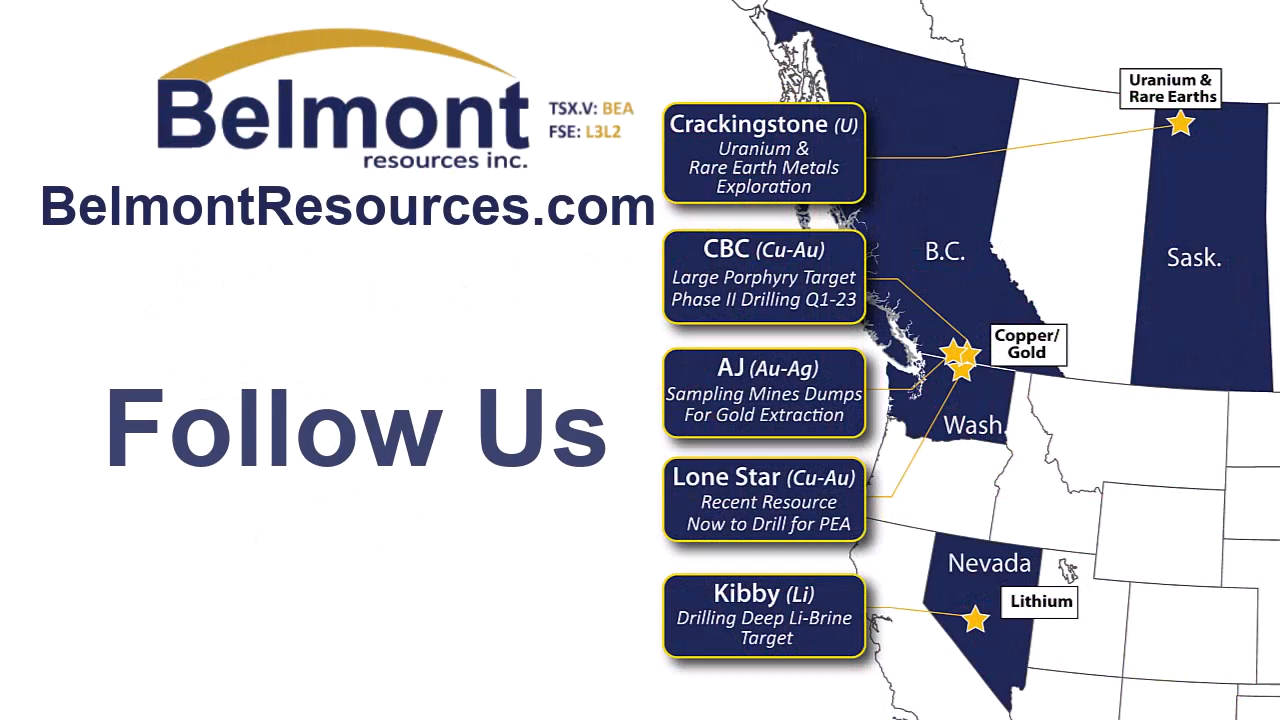 Belmont
resources inc.
TSX.V: BEA
FSE: L3L2
BelmontResources.com
Follow Us
Crackingstone (U)
Uranium &
Rare Earth Metals
Exploration
CBC (Cu-Au)
Large Porphyry Target
Phase II Drilling Q1-23
AJ (Au-Ag)
Sampling Mines Dumps
For Gold Extraction
Lone Star (Cu-Au)
Recent Resource
Now to Drill for PEA
Kibby (Li)
Drilling Deep Li-Brine
Target
Uranium &
Rare Earths
B.C.
Sask.
Copper/
Gold
Wash.
Nevada
Lithium